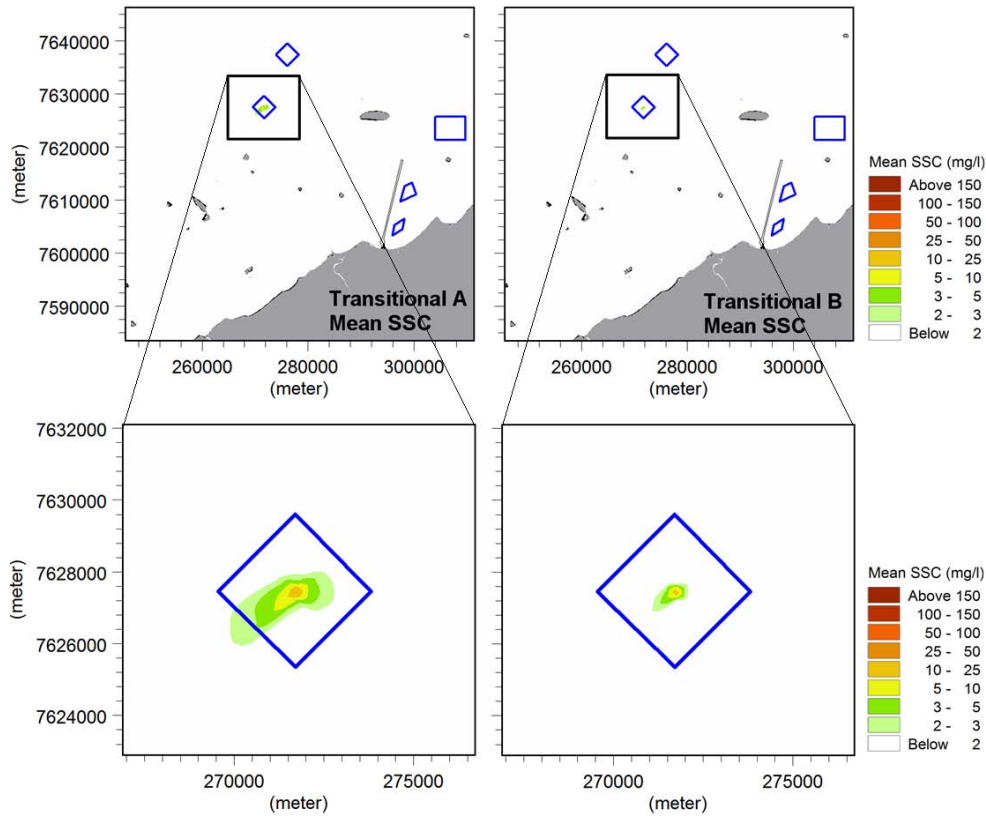 7640000
7630000
7620000
7610000
7600000
7590000
(meter)
Transitional A
Mean SSC
260000 280000 300000
(meter)
Transitional B
Mean SSC
260000 280000 300000
(meter)
Mean SSC (mg/l)
Above 150
100 - 150
50 - 100
25 - 50
10 - 25
5 - 10
3 - 5
2 - 3
Below 2
7632000
7630000
7628000
7626000
7624000
(meter)
270000 275000
(meter)
270000 275000
(meter)
Mean SSC (mg/l)
Above 150
100 - 150
50 - 100
25 - 50
10 - 25
5 - 10
3 - 5
2 - 3
Below 2